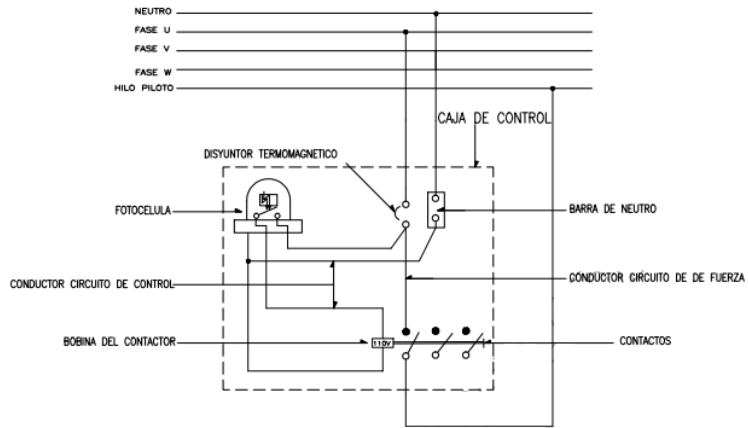 NEUTRO
FASE U
FASE V
FASE W
HILO PILOTO
CAJA DE CONTROL
DISYUNTOR TERMOMAGNETICO
FOTOCELULA
BARRA DE NEUTRO
CONDUCTOR CIRCUITO DE CONTROL
CONDUCTOR CIRCUITO DE DE FUERZA
BOBINA DEL CONTACTOR
110V
CONTACTOS